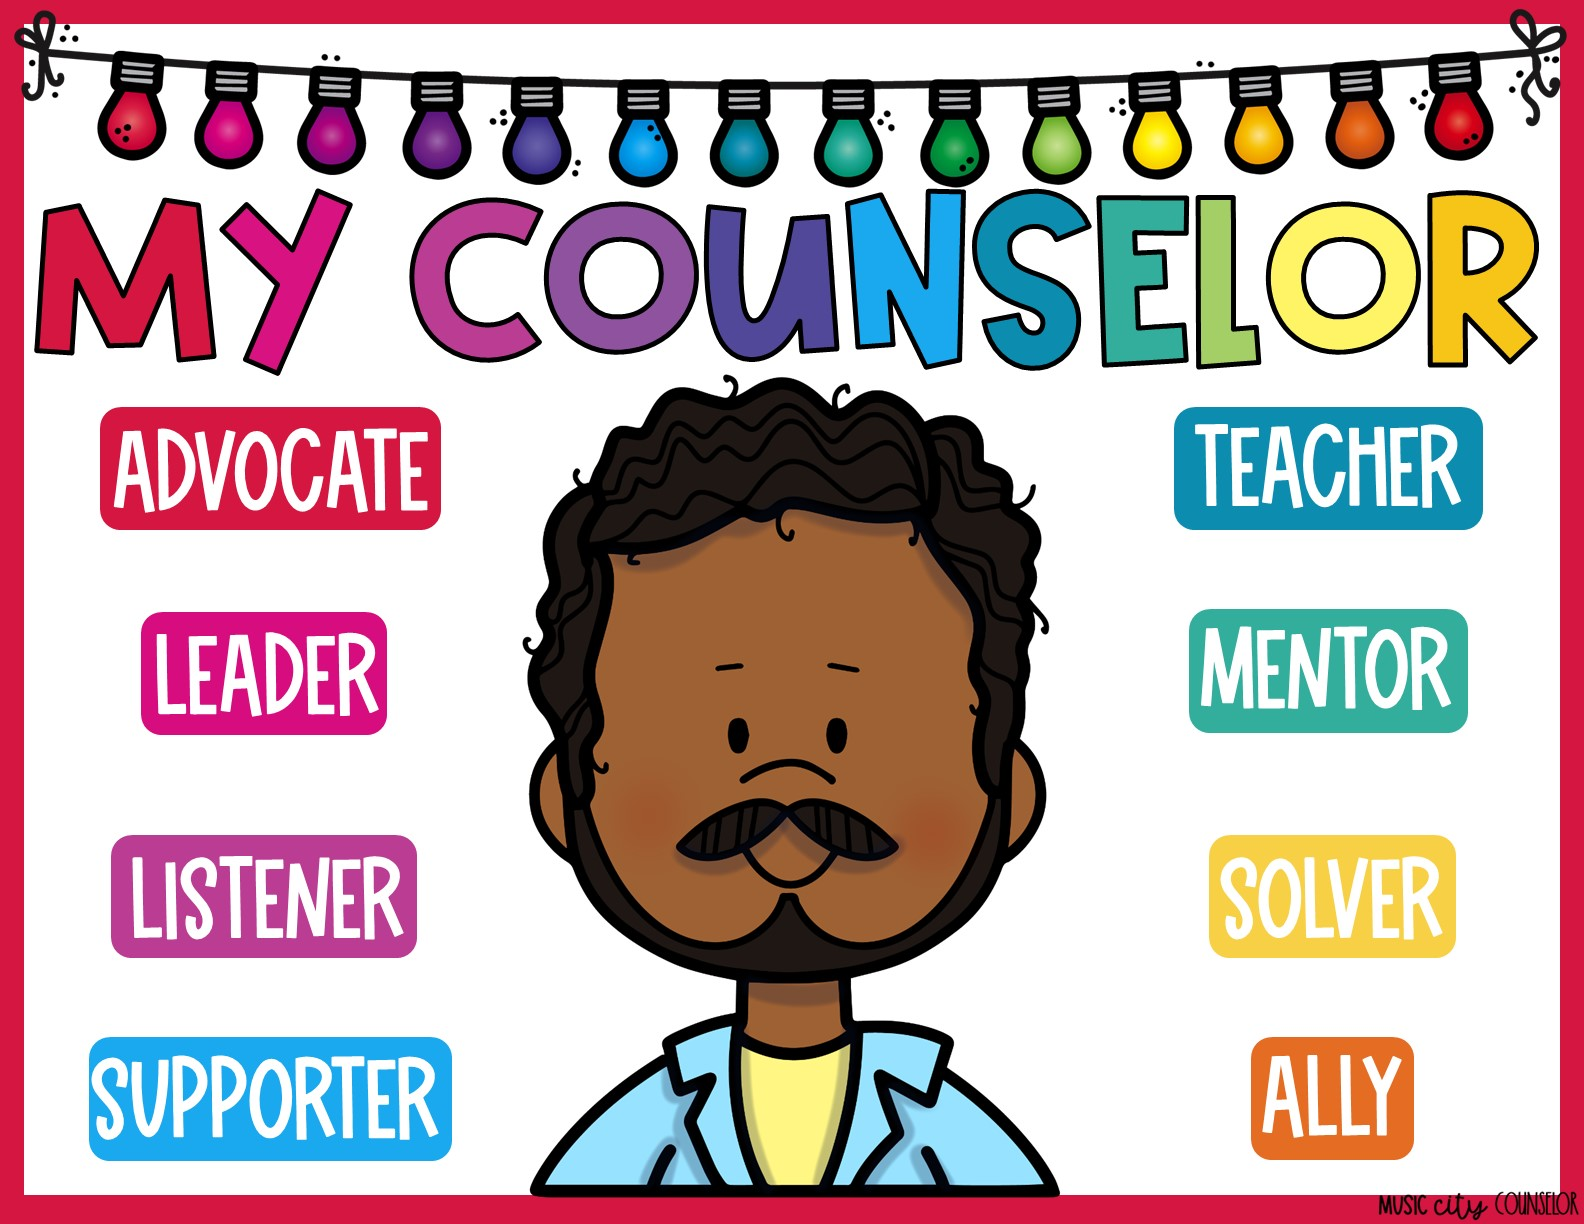 MY COUNSELOR
ADVOCATE
LEADER
LISTENER
SUPPORTER
TEACHER
MENTOR
SOLVER
ALLY
MUSIC city COUNSELOR